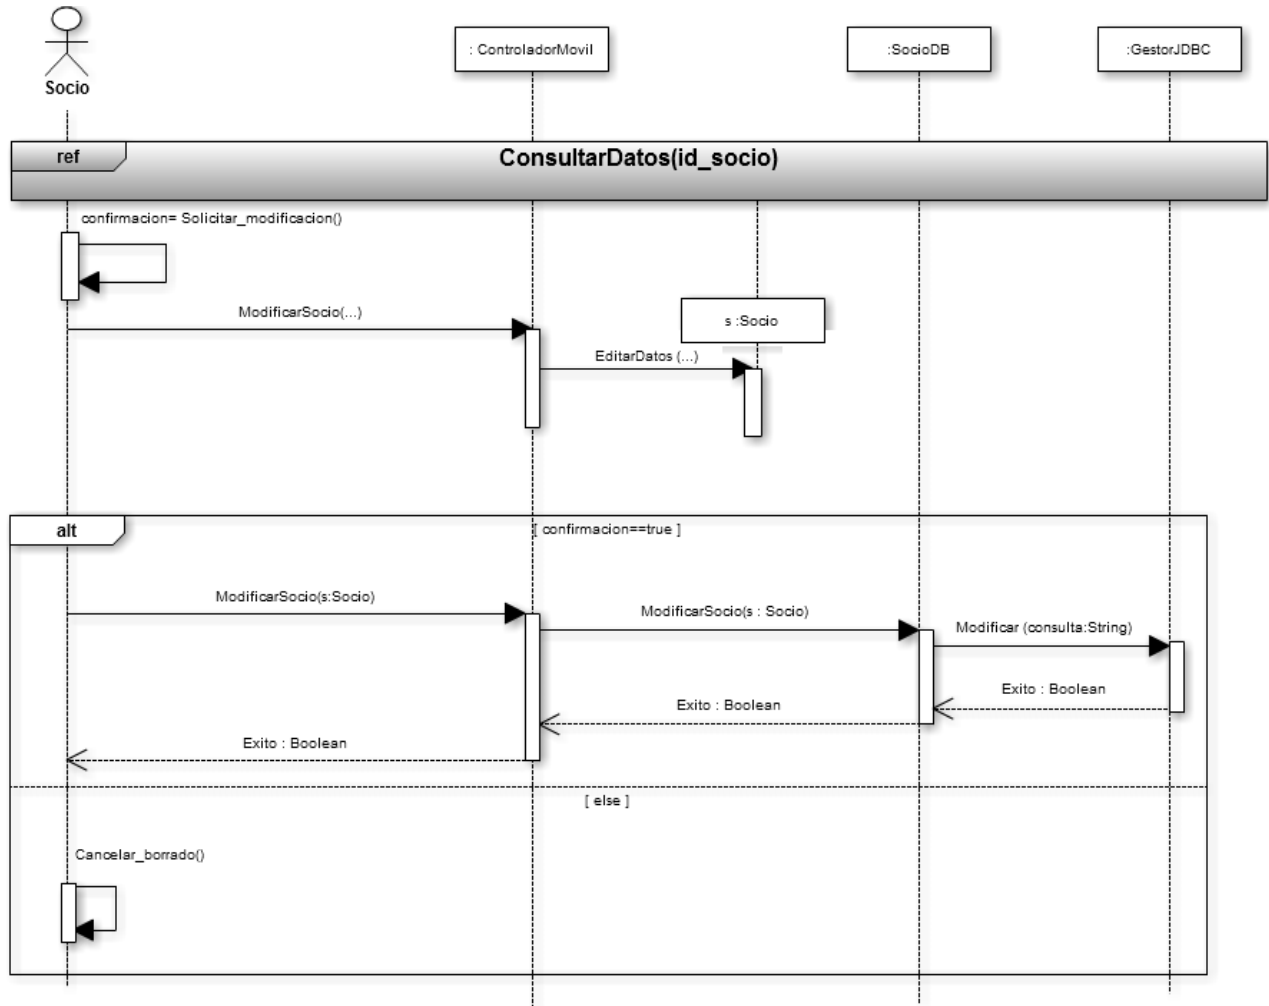 Socio
: ControladorMovil
:SocioDB
:GestorJDBC
ref
ConsultarDatos(id_socio)
confirmacion= Solicitar_modificacion()
ModificarSocio(...)
s :Socio
EditarDatos (...)
alt
[ confirmacion==true ]
ModificarSocio(s:Socio)
ModificarSocio(s : Socio)
Modificar (consulta:String)
Exito : Boolean
Exito : Boolean
Exito : Boolean
[ else ]
Cancelar_borrado()